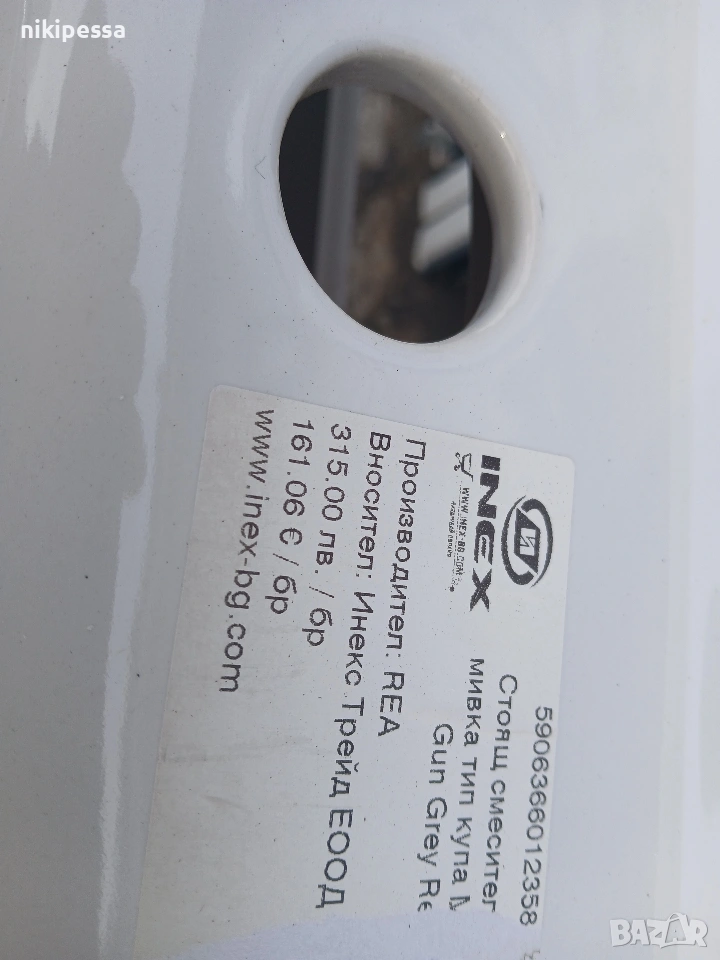 nikipessa
INEX
WWW.INEX-BG.COM
5906366012358
Стоящ смесител
мивка тип купа
Gun Grey
Производител: REA
Вносител: Инекс Трейд ЕООД
315.00 лв. / бр
161.06 € / бр
www.inex-bg.com
BAZAR